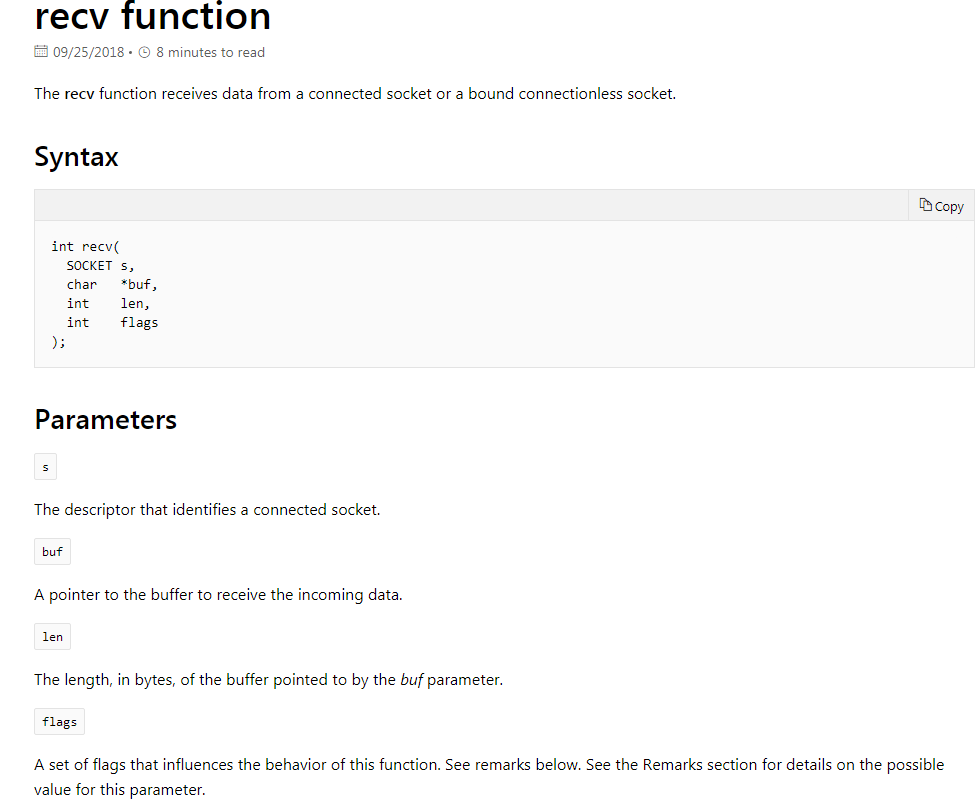 recv function
09/25/2018 • 8 minutes to read
The recv function receives data from a connected socket or a bound connectionless socket.
Syntax
Copy
int recv(
  SOCKET s,
  char   *buf,
  int    len,
  int    flags
);
Parameters
s
The descriptor that identifies a connected socket.
buf
A pointer to the buffer to receive the incoming data.
len
The length, in bytes, of the buffer pointed to by the buf parameter.
flags
A set of flags that influences the behavior of this function. See remarks below. See the Remarks section for details on the possible
value for this parameter.